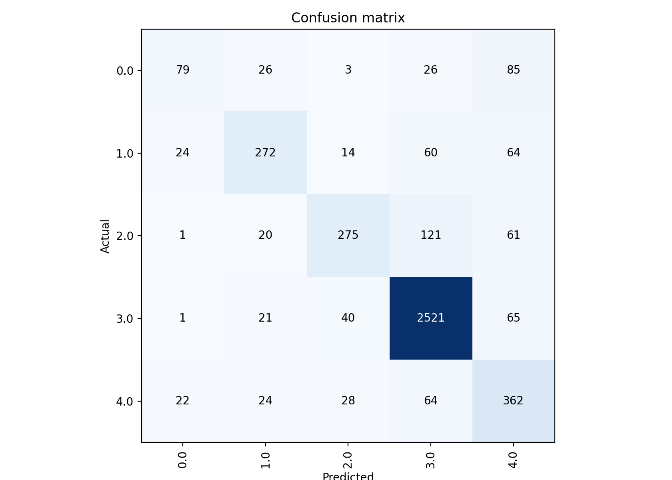 Confusion matrix
Actual
0.0 79 26 3 26 85
1.0 24 272 14 60 64
2.0 1 20 275 121 61
3.0 1 21 40 2521 65
4.0 22 24 28 64 362
0.0 1.0 2.0 3.0 4.0
Predicted